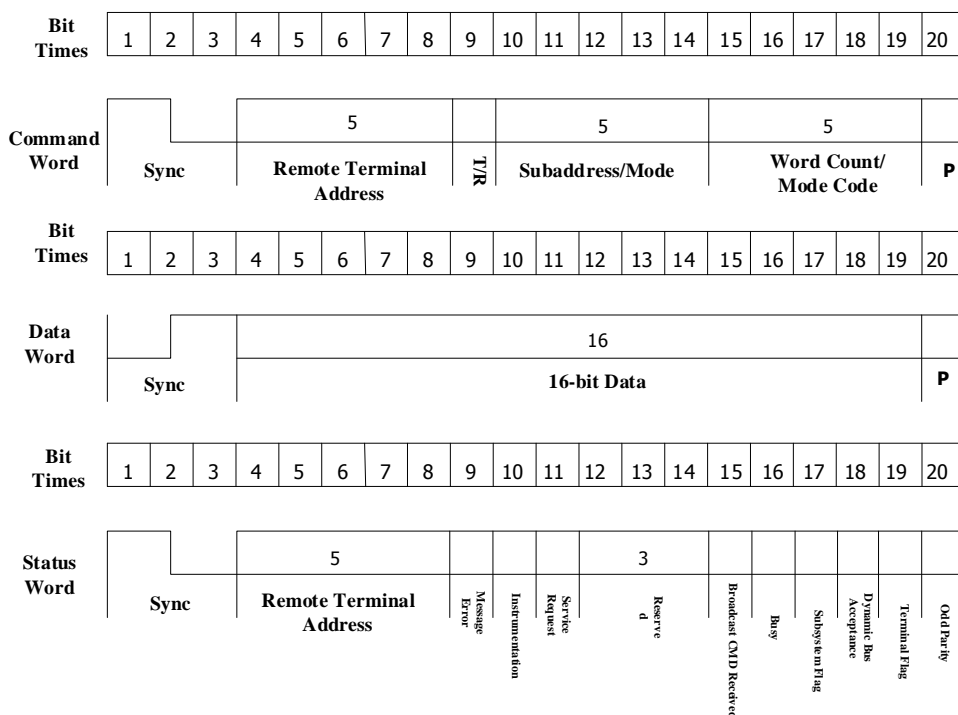 Bit
Times
1 2 3 4 5 6 7 8 9 10 11 12 13 14 15 16 17 18 19 20
Command
Word
5 5 5
Sync
Remote Terminal
Address
T/R
Subaddress/Mode
Word Count/
Mode Code
P
Bit
Times
1 2 3 4 5 6 7 8 9 10 11 12 13 14 15 16 17 18 19 20
Data
Word
16
Sync
16-bit Data
P
Bit
Times
1 2 3 4 5 6 7 8 9 10 11 12 13 14 15 16 17 18 19 20
Status
Word
5 3
Sync
Remote Terminal
Address
Message
Error
Instrumentation
Service
Request
Reserve
d
Broadcast CMD Received
Busy
Subsystem Flag
Dynamic Bus
Acceptance
Terminal Flag
Odd Parity